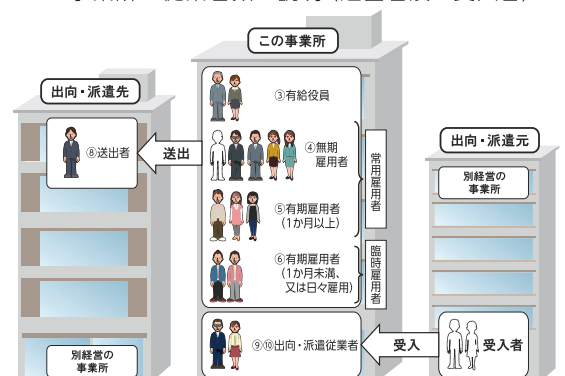 この事業所
出向・派遣先
③有給役員
⑧送出者
送出
④無期
雇用者
常用雇用者
出向・派遣元
別経営の
事業所
⑤有期雇用者
(1か月以上)
⑥有期雇用者
(1か月未満、
又は日々雇用)
臨時雇用者
別経営の
事業所
⑨⑩出向・派遣従業者
受入
受入者